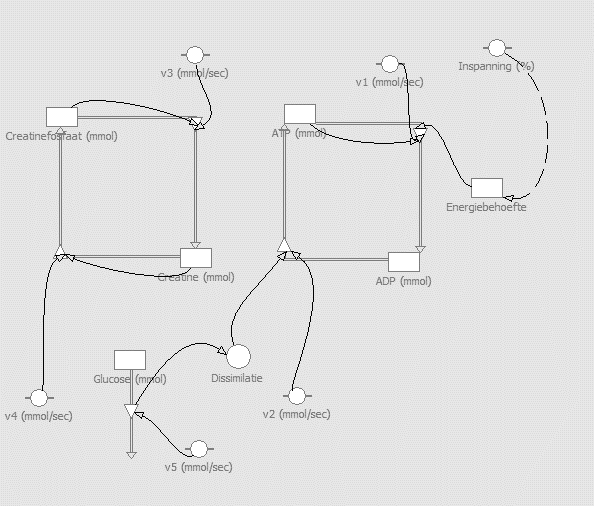 v3 (mmol/sec)
v1 (mmol/sec)
Inspanning (%)
Creatinefosfaat (mmol)
ATP (mmol)
Energiebehoefte
Creatine (mmol)
ADP (mmol)
Glucose (mmol)
Dissimilatie
v4 (mmol/sec)
v2 (mmol/sec)
v5 (mmol/sec)